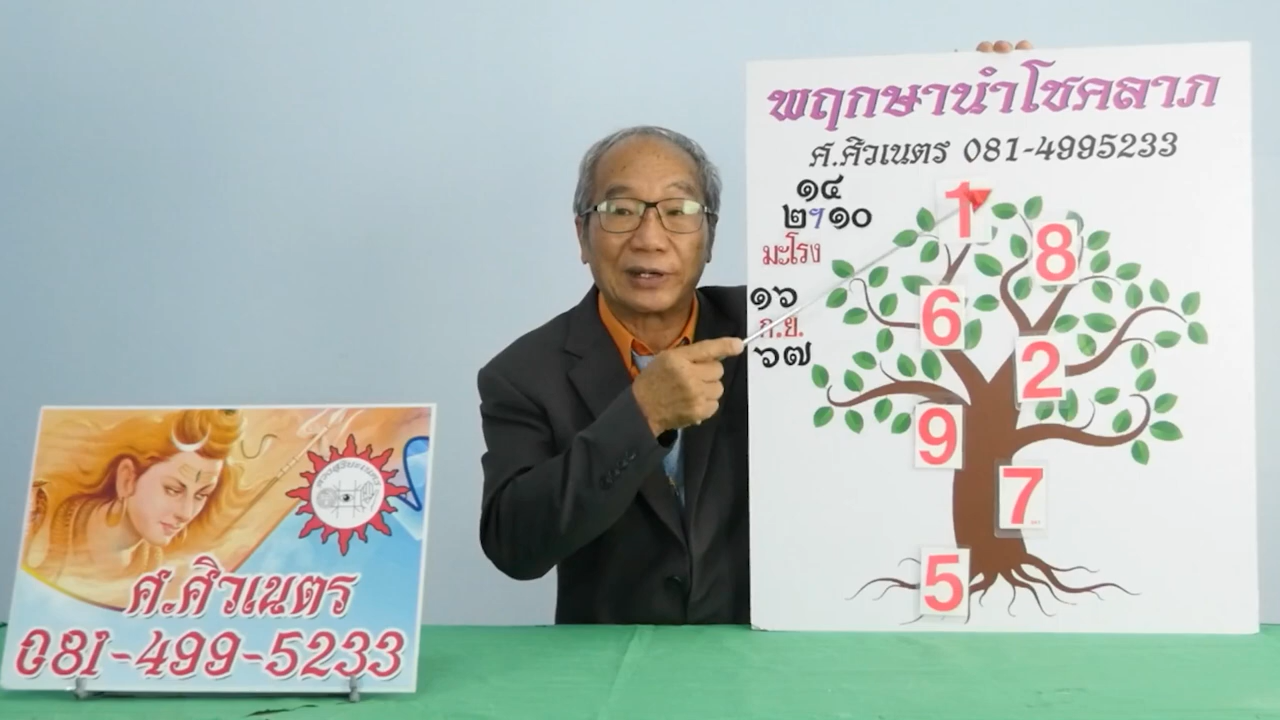 พฤกษานำโชคลาภ
ศ.ศิวเนตร 081-4995233
๑๔
๒ฯ๑๐
มะโรง
๑๖
ก.ย.
๖๗
1
8
6
2
9
7
5
ศ.ศิวเนตร
081-499-5233